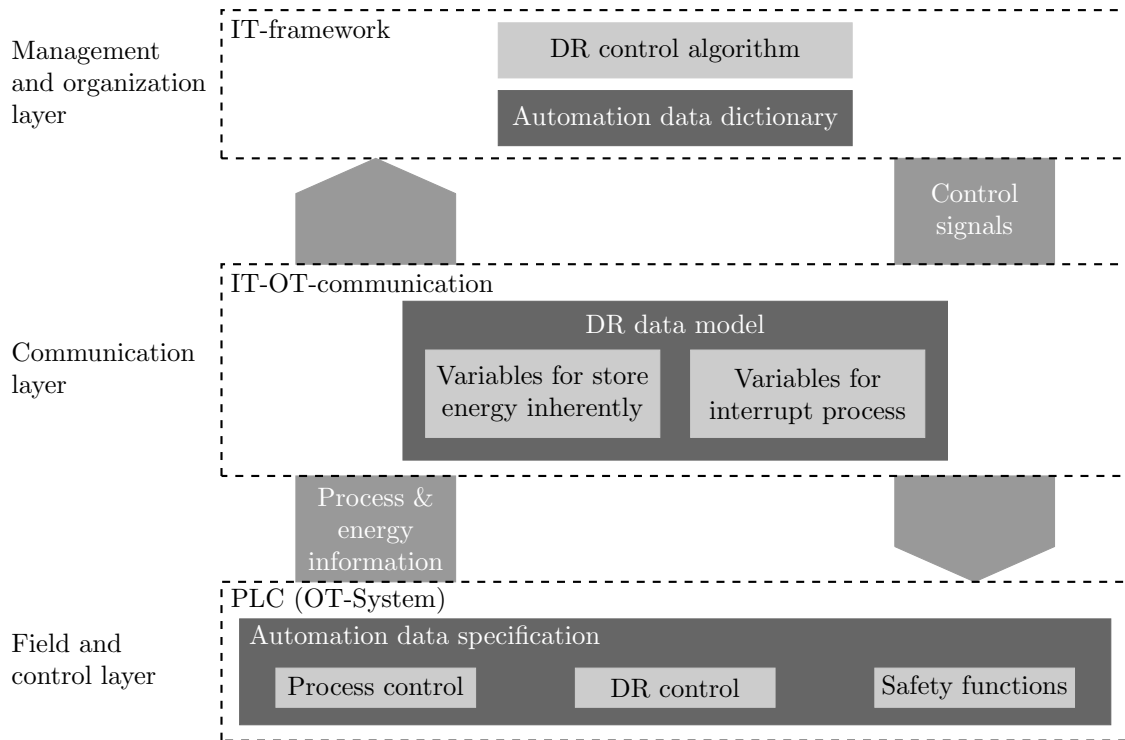 Management
and organization
layer
IT-framework
DR control algorithm
Automation data dictionary
Control
signals
Communication
layer
IT-OT-communication
DR data model
Variables for store
energy inherently
Variables for
interrupt process
Process &
energy
information
Field and
control layer
PLC (OT-System)
Automation data specification
Process control
DR control
Safety functions